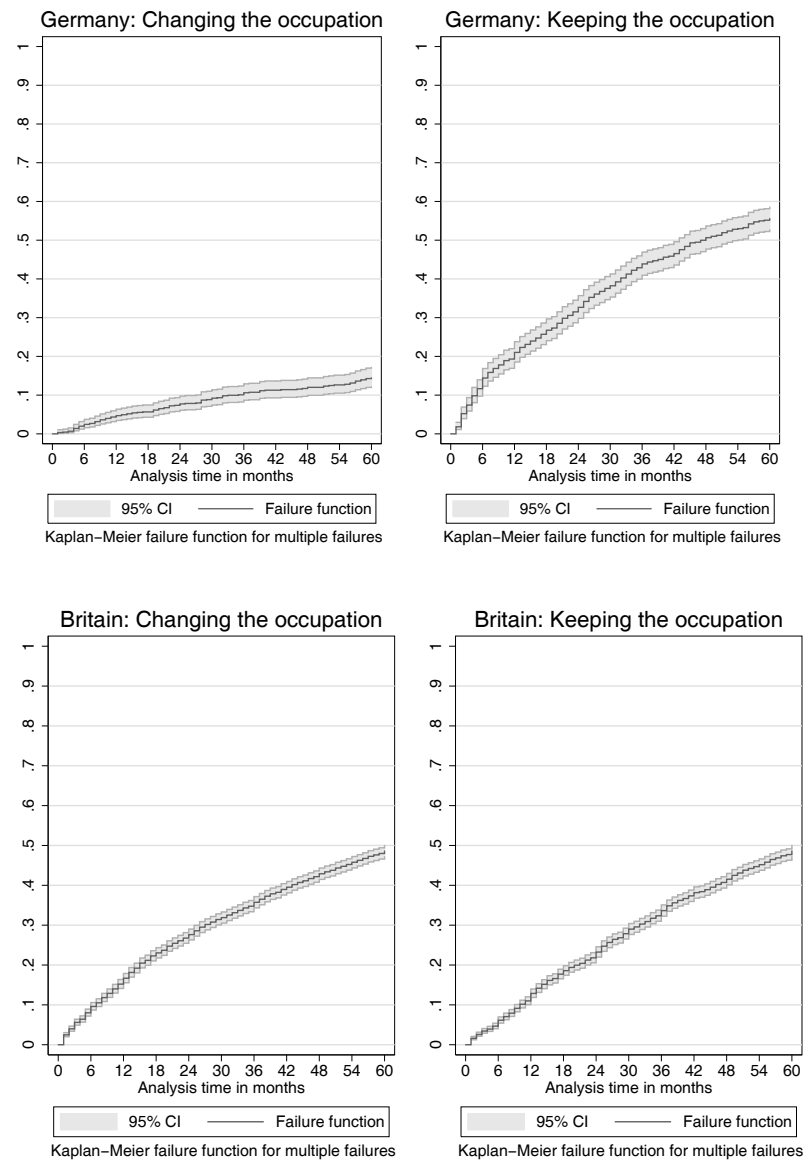 Germany: Changing the occupation
1
.9
.8
.7
.6
.5
.4
.3
.2
.1
0
0 6 12 18 24 30 36 42 48 54 60
Analysis time in months
95% CI Failure function
Kaplan−Meier failure function for multiple failures
Germany: Keeping the occupation
1
.9
.8
.7
.6
.5
.4
.3
.2
.1
0
0 6 12 18 24 30 36 42 48 54 60
Analysis time in months
95% CI Failure function
Kaplan−Meier failure function for multiple failures
Britain: Changing the occupation
1
.9
.8
.7
.6
.5
.4
.3
.2
.1
0
0 6 12 18 24 30 36 42 48 54 60
Analysis time in months
95% CI Failure function
Kaplan−Meier failure function for multiple failures
Britain: Keeping the occupation
1
.9
.8
.7
.6
.5
.4
.3
.2
.1
0
0 6 12 18 24 30 36 42 48 54 60
Analysis time in months
95% CI Failure function
Kaplan−Meier failure function for multiple failures